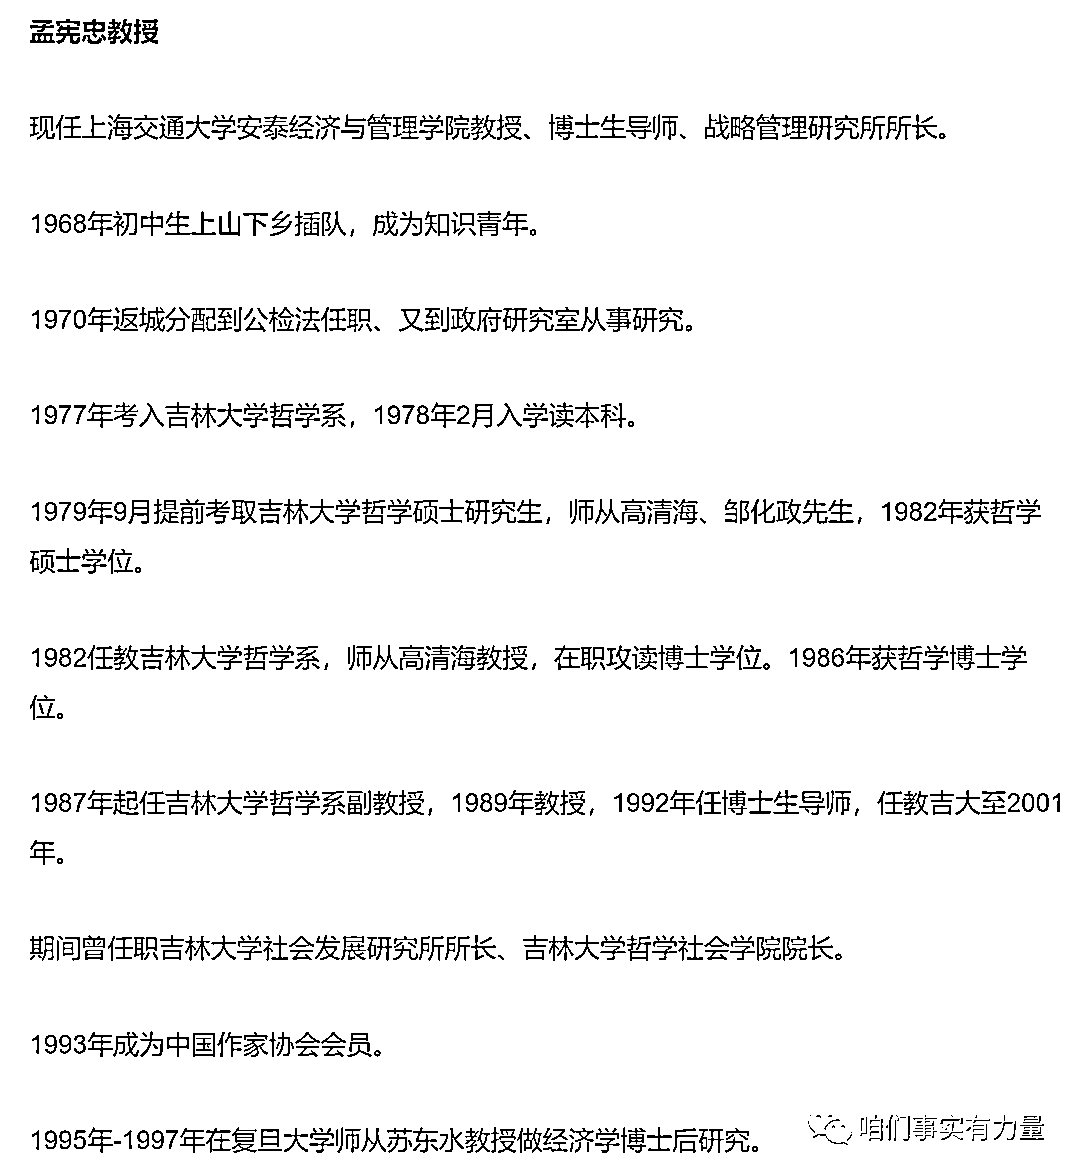 孟宪忠教授
现任上海交通大学安泰经济与管理学院教授、博士生导师、战略管理研究所所长。
1968年初中生上山下乡插队，成为知识青年。
1970年返城分配到公检法任职、又到政府研究室从事研究。
1977年考入吉林大学哲学系，1978年2月入学读本科。
1979年9月提前考取吉林大学哲学硕士研究生，师从高清海、邹化政先生，1982年获哲学
硕士学位。
1982任教吉林大学哲学系，师从高清海教授，在职攻读博士学位。1986年获哲学博士学
位。
1987年起任吉林大学哲学系副教授，1989年教授，1992年任博士生导师，任教吉大至2001
年。
期间曾任职吉林大学社会发展研究所所长、吉林大学哲学社会学院院长。
1993年成为中国作家协会会员。
1995年-1997年在复旦大学师从苏东水教授做经济学博士后研究。
咱们事实有力量